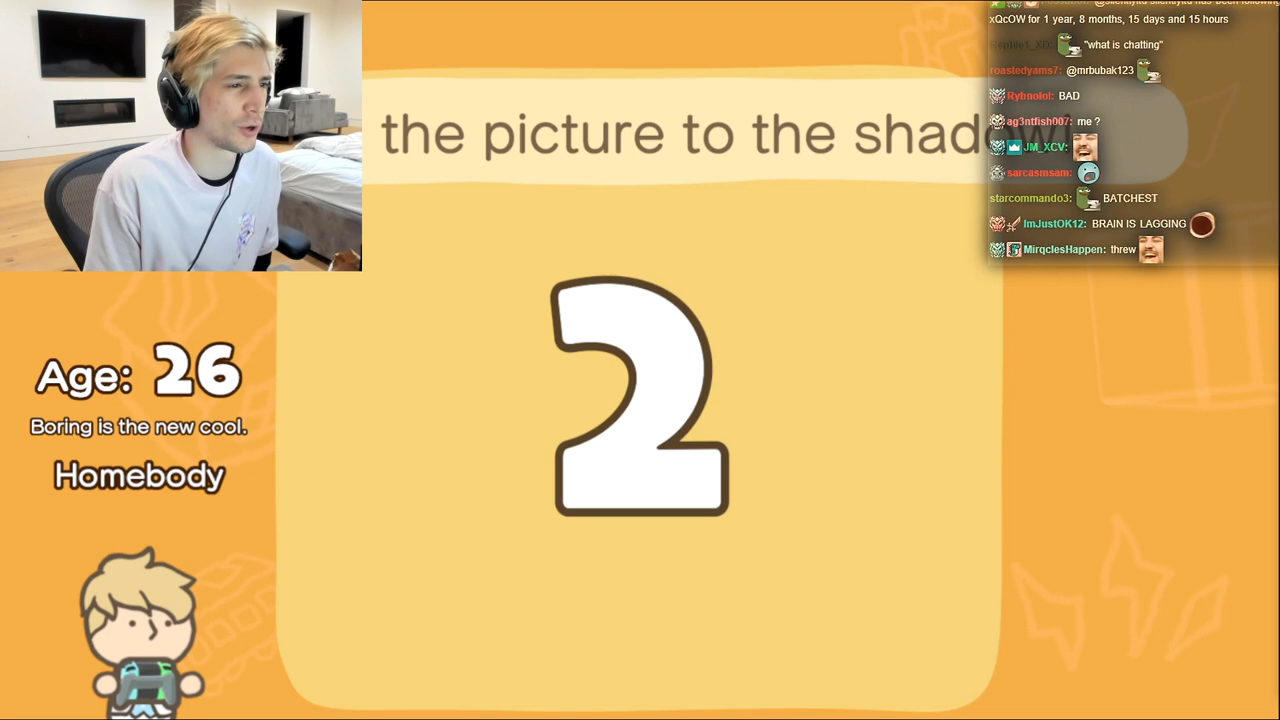 xQcOW for 1 year, 8 months, 15 days and 15 hours
"what is chatting"
roastedyams7: @mrbubak123
Rybnolol: BAD
the picture to the shadow!
ag3ntfish007: me ?
JM_XCV:
sarcasmsam:
starcommando3: BATCHEST
ImJustOK12: BRAIN IS LAGGING
MirqclesHappen: threw
2
Age: 26
Boring is the new cool.
Homebody